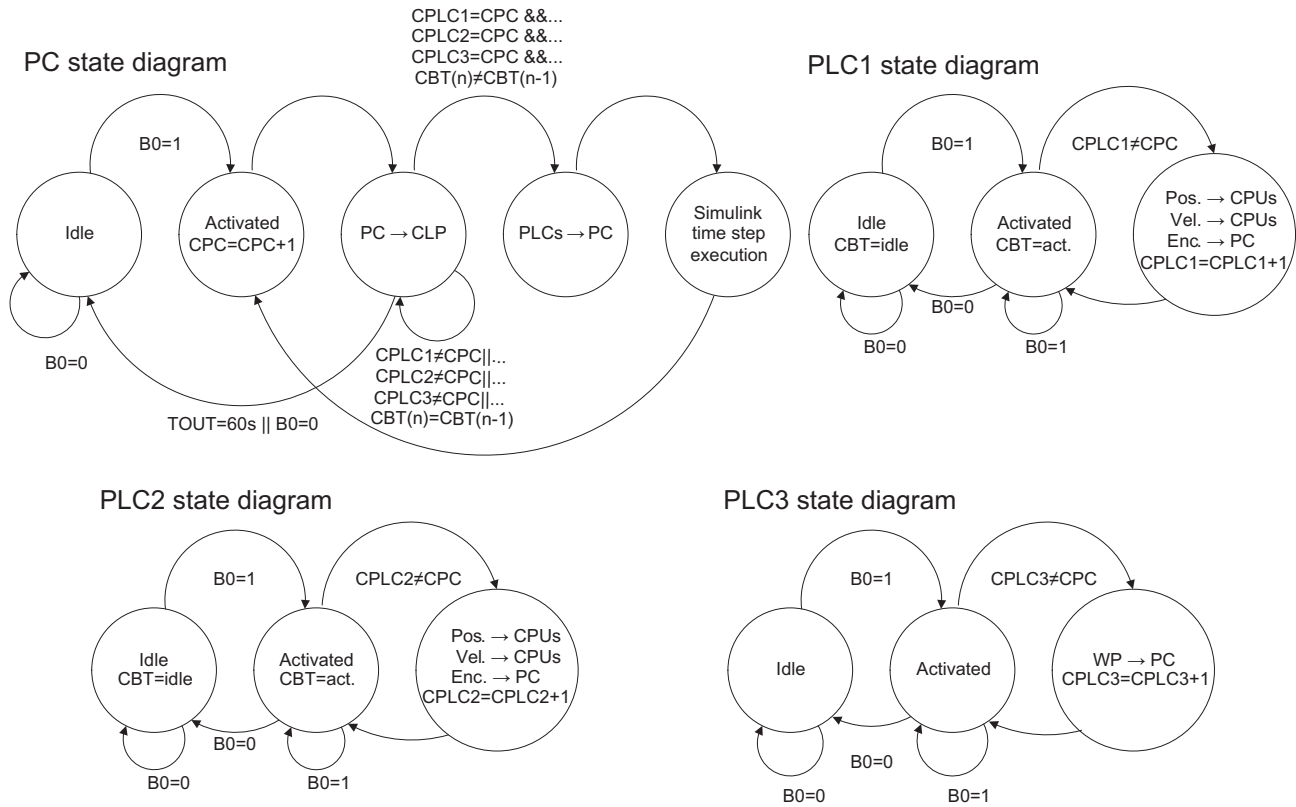 PC state diagram
CPLC1=CPC &&...
CPLC2=CPC &&...
CPLC3=CPC &&...
CBT(n)≠CBT(n-1)
B0=1
Idle
Activated
CPC=CPC+1
PC → CLP
PLCs → PC
Simulink
time step
execution
B0=0
CPLC1≠CPC||...
CPLC2≠CPC||...
CPLC3≠CPC||...
CBT(n)=CBT(n-1)
TOUT=60s || B0=0
PLC1 state diagram
B0=1
CPLC1≠CPC
Idle
CBT=idle
Activated
CBT=act.
Pos. → CPUs
Vel. → CPUs
Enc. → PC
CPLC1=CPLC1+1
B0=0
B0=0
B0=1
PLC2 state diagram
B0=1
CPLC2≠CPC
Idle
CBT=idle
Activated
CBT=act.
Pos. → CPUs
Vel. → CPUs
Enc. → PC
CPLC2=CPLC2+1
B0=0
B0=0
B0=1
PLC3 state diagram
B0=1
CPLC3≠CPC
Idle
Activated
WP → PC
CPLC3=CPLC3+1
B0=0
B0=0
B0=1